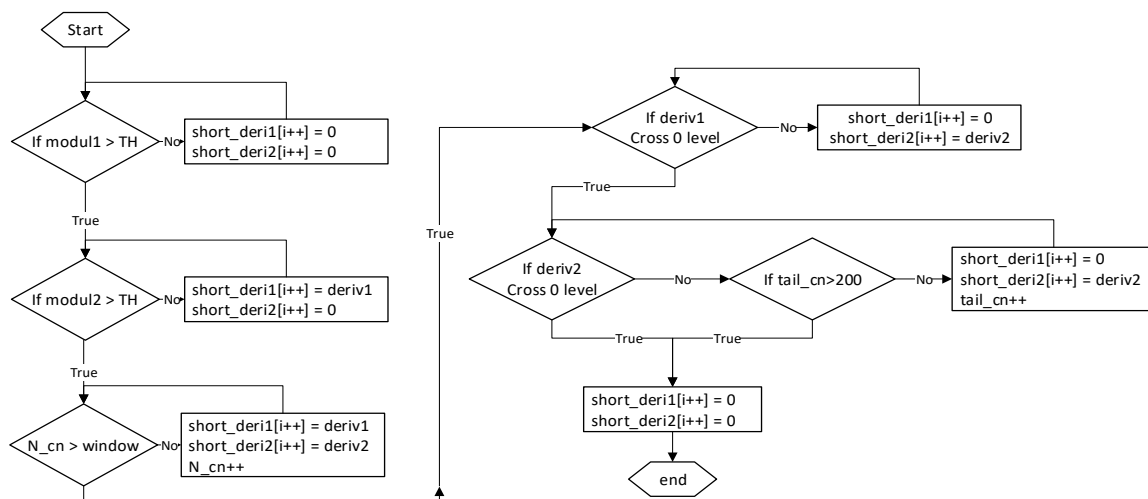 Start
If modul1 > TH
No
short_deri1[i++] = 0
short_deri2[i++] = 0
True
If modul2 > TH
No
short_deri1[i++] = deriv1
short_deri2[i++] = 0
True
N_cn > window
No
short_deri1[i++] = deriv1
short_deri2[i++] = deriv2
N_cn++
True
If deriv1
Cross 0 level
No
short_deri1[i++] = 0
short_deri2[i++] = deriv2
True
If deriv2
Cross 0 level
No
If tail_cn>200
No
short_deri1[i++] = 0
short_deri2[i++] = deriv2
tail_cn++
True
True
short_deri1[i++] = 0
short_deri2[i++] = 0
end